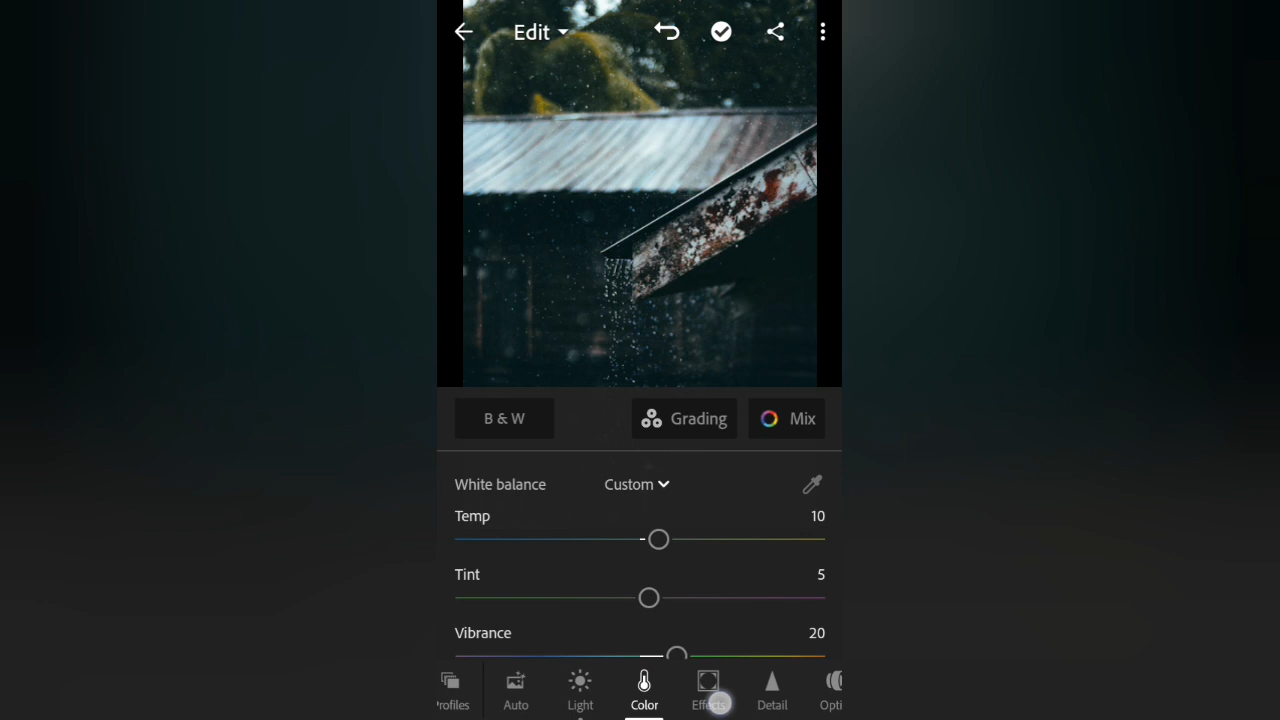 Edit
B & W Grading Mix
White balance Custom
Temp 10
Tint 5
Vibrance 20
rofiles Auto Light Color Effects Detail Opti